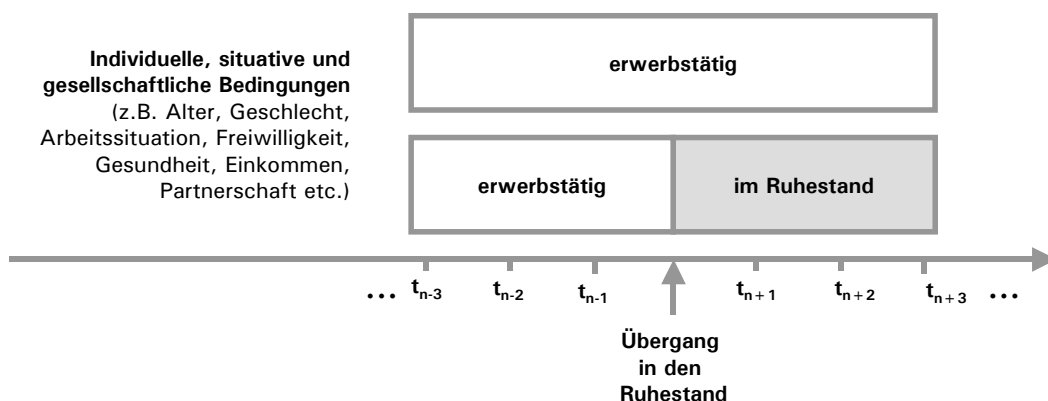 Individuelle, situative und
gesellschaftliche Bedingungen
(z.B. Alter, Geschlecht,
Arbeitssituation, Freiwilligkeit,
Gesundheit, Einkommen,
Partnerschaft etc.)
erwerbstätig
erwerbstätig
im Ruhestand
... tn-3 tn-2 tn-1 tn+1 tn+2 tn+3 ...
Übergang
in den
Ruhestand